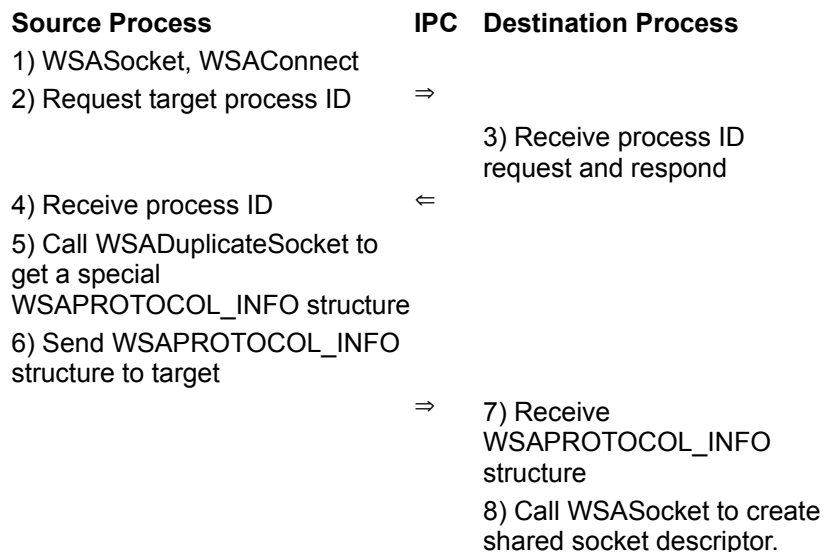 Source Process IPC Destination Process
1) WSASocket, WSAConnect
2) Request target process ID ⇒
3) Receive process ID
request and respond
4) Receive process ID ⇐
5) Call WSADuplicateSocket to
get a special
WSAPROTOCOL_INFO structure
6) Send WSAPROTOCOL_INFO
structure to target
⇒ 7) Receive
WSAPROTOCOL_INFO
structure
8) Call WSASocket to create
shared socket descriptor.